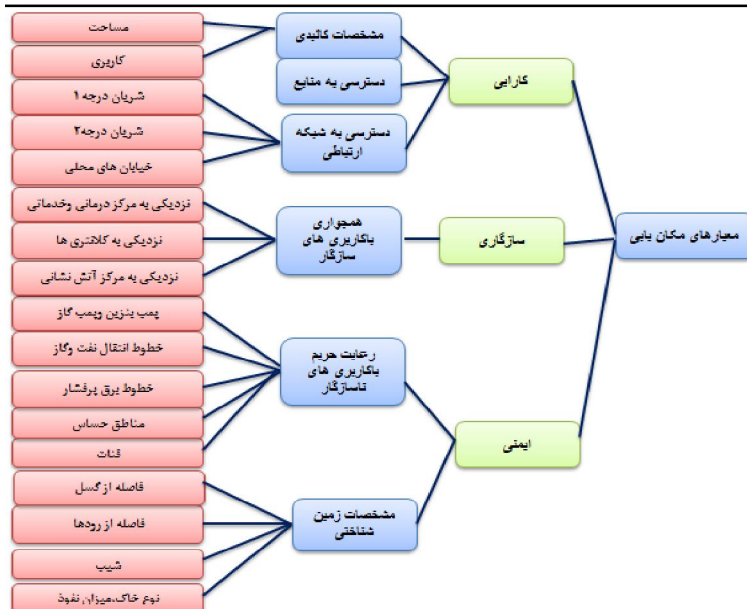 معیارهای مکان یابی
کارایی
سازگاری
ایمنی
مشخصات کالبدی
دسترسی به منابع
دسترسی به شبکه
ارتباطی
همجواری
باکاربری های
سازگار
رعایت حریم
باکاربری های
ناسازگار
مشخصات زمین
شناختی
مساحت
کاربری
شریان درجه ۱
شریان درجه۲
خیابان های محلی
نزدیکی به مرکز درمانی وخدماتی
نزدیکی به کلانتری ها
نزدیکی به مرکز آتش نشانی
پمپ بنزین وپمپ گاز
خطوط انتقال نفت وگاز
خطوط برق پرفشار
مناطق حساس
قنات
فاصله از گسل
فاصله از رودها
شیب
نوع خاک،میزان نفوذ